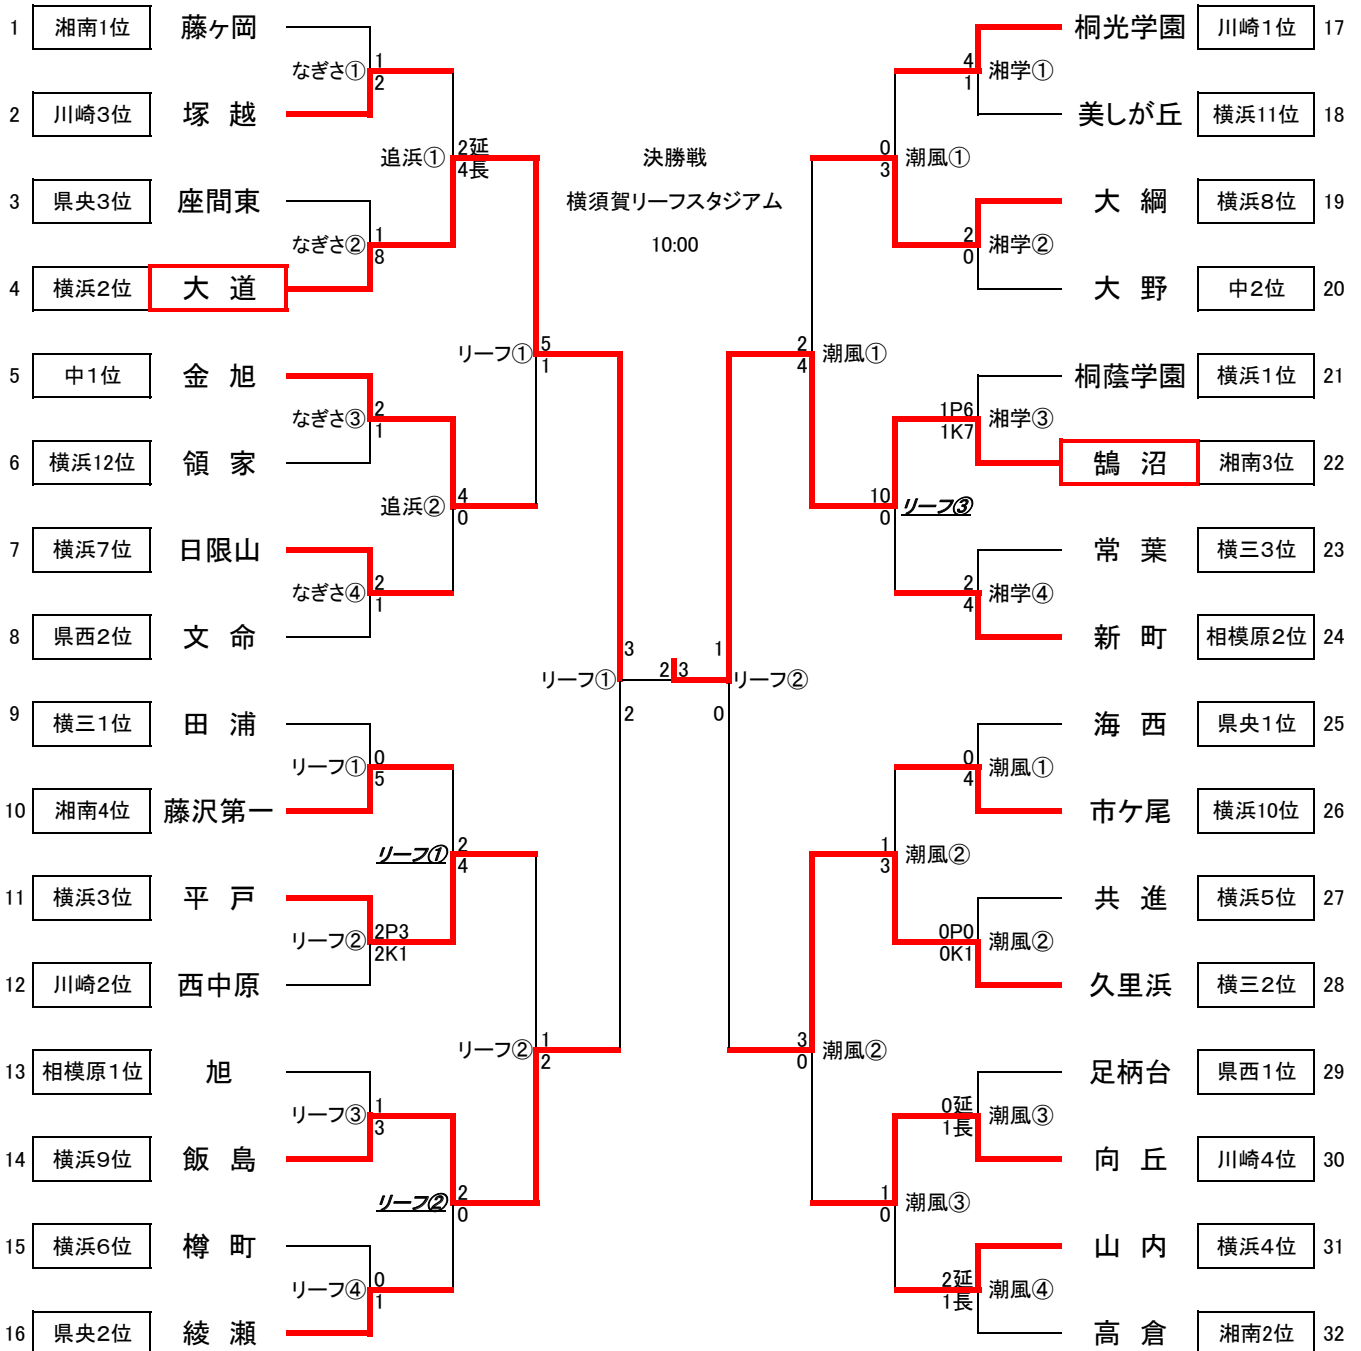 1 湘南1位 藤ヶ岡
なぎさ① 1
2
2 川崎3位 塚越
追浜① 2延
4長
3 県央3位 座間東
なぎさ② 1
8
4 横浜2位 大道
リーフ① 5
1
5 中1位 金旭
なぎさ③ 2
1
6 横浜12位 領家
追浜② 4
0
7 横浜7位 日限山
なぎさ④ 2
1
8 県西2位 文命
リーフ① 3
2
9 横三1位 田浦
リーフ① 0
5
10 湘南4位 藤沢第一
リーフ① 2
4
11 横浜3位 平戸
リーフ② 2P3
2K1
12 川崎2位 西中原
リーフ② 1
2
13 相模原1位 旭
リーフ③ 1
3
14 横浜9位 飯島
リーフ② 2
0
15 横浜6位 樽町
リーフ④ 0
1
16 県央2位 綾瀬
決勝戦
横須賀リーフスタジアム
10:00
2 3
桐光学園 川崎1位 17
4 湘学①
1
美しが丘 横浜11位 18
0 潮風①
3
大綱 横浜8位 19
2 湘学②
0
大野 中2位 20
2 潮風①
4
桐蔭学園 横浜1位 21
1P6 湘学③
1K7
鵠沼 湘南3位 22
10 リーフ③
0
常葉 横三3位 23
2 湘学④
4
新町 相模原2位 24
1 リーフ②
0
海西 県央1位 25
0 潮風①
4
市ケ尾 横浜10位 26
1 潮風②
3
共進 横浜5位 27
0P0 潮風②
0K1
久里浜 横三2位 28
3 潮風②
0
足柄台 県西1位 29
0延 潮風③
1長
向丘 川崎4位 30
1 潮風③
0
山内 横浜4位 31
2延 潮風④
1長
高倉 湘南2位 32